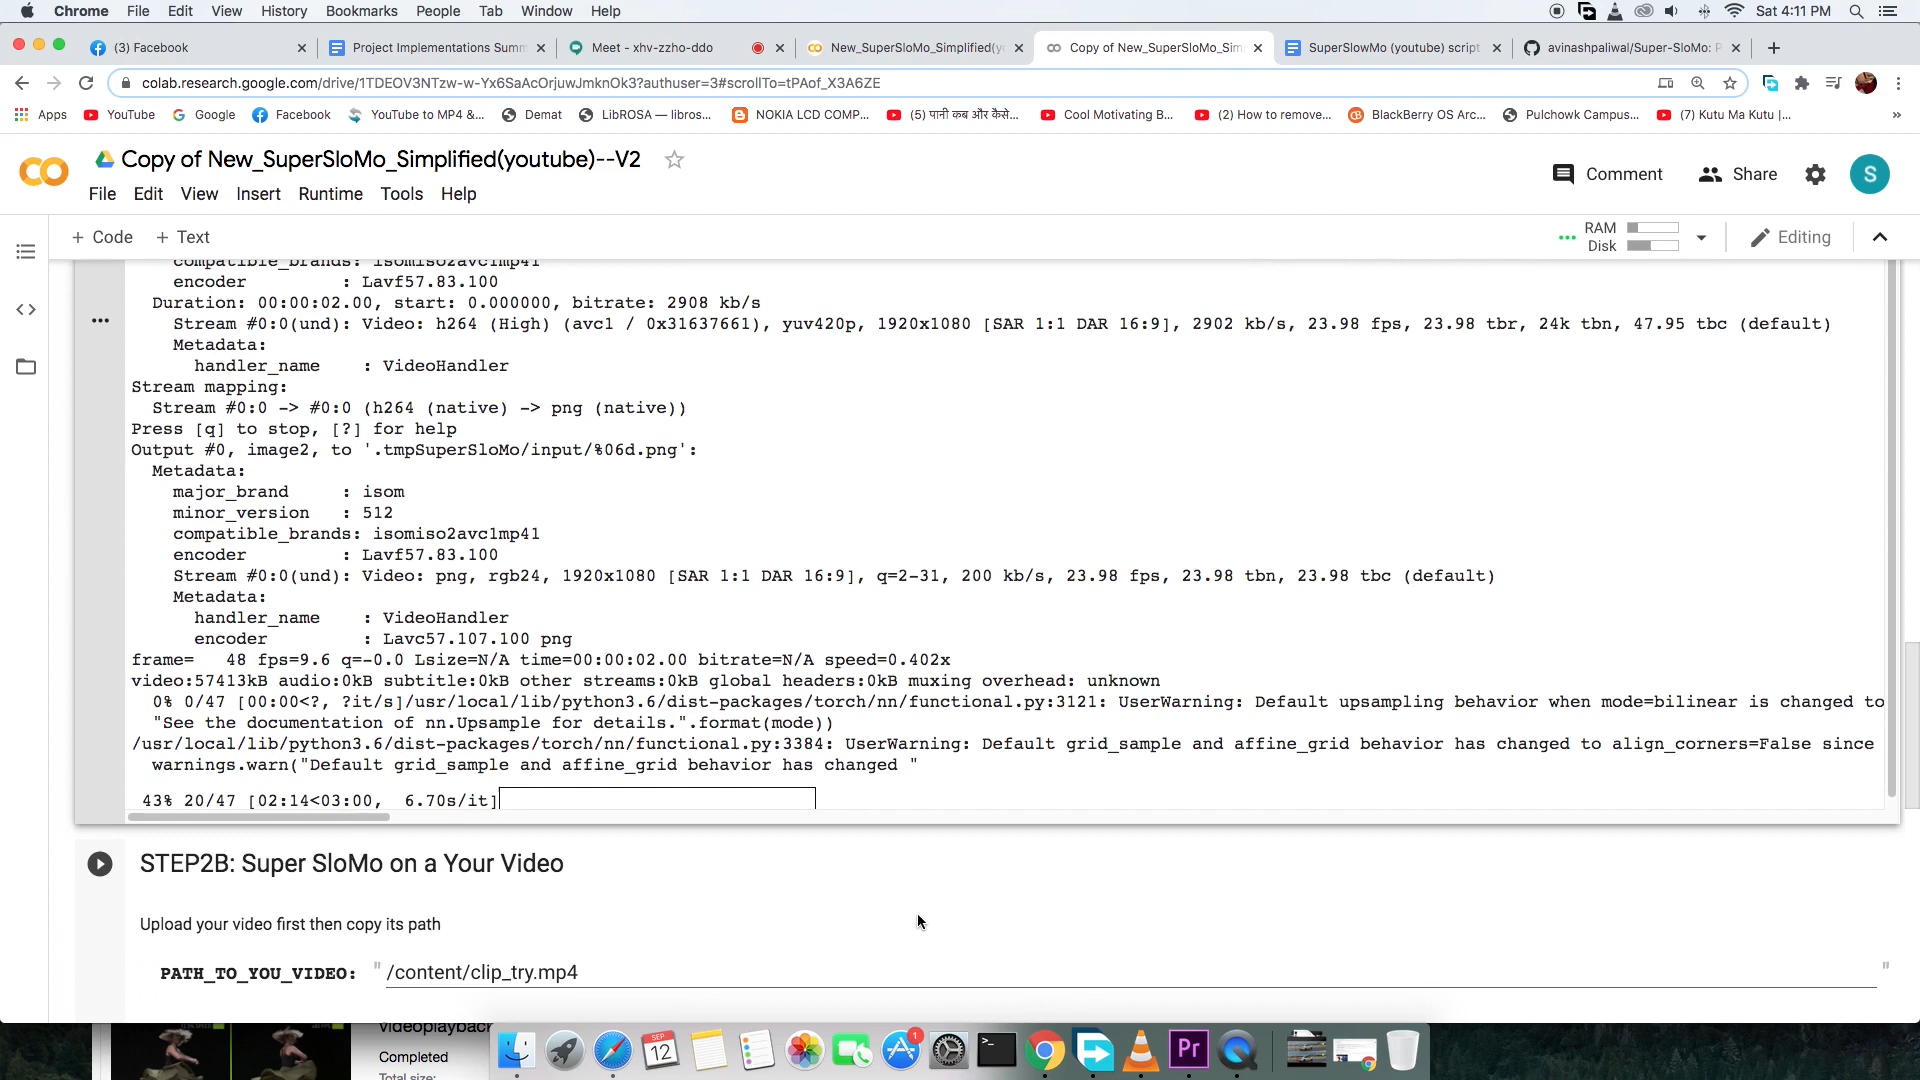 Chrome File Edit View History Bookmarks People Tab Window Help Sat 4:11 PM
(3) Facebook Project Implementations Summ Meet - xhv-zzho-ddo New_SuperSloMo_Simplified(y Copy of New_SuperSloMo_Sim SuperSlowMo (youtube) script avinashpaliwal/Super-SloMo: P
colab.research.google.com/drive/1TDEOV3NTzw-w-Yx6SaAcOrjuwJmknOk3?authuser=3#scrollTo=tPAof_X3A6ZE
Apps YouTube Google Facebook YouTube to MP4 &... Demat LibROSA — libros... NOKIA LCD COMP... (5) पानी कब और कैसे... Cool Motivating B... (2) How to remove... BlackBerry OS Arc... Pulchowk Campus... (7) Kutu Ma Kutu |... »
Copy of New_SuperSloMo_Simplified(youtube)--V2
Comment Share S
File Edit View Insert Runtime Tools Help
+ Code + Text RAM Disk Editing
compatible_brands: isomiso2avc1mp41
encoder : Lavf57.83.100
Duration: 00:00:02.00, start: 0.000000, bitrate: 2908 kb/s
Stream #0:0(und): Video: h264 (High) (avc1 / 0x31637661), yuv420p, 1920x1080 [SAR 1:1 DAR 16:9], 2902 kb/s, 23.98 fps, 23.98 tbr, 24k tbn, 47.95 tbc (default)
Metadata:
handler_name : VideoHandler
Stream mapping:
Stream #0:0 -> #0:0 (h264 (native) -> png (native))
Press [q] to stop, [?] for help
Output #0, image2, to '.tmpSuperSloMo/input/%06d.png':
Metadata:
major_brand : isom
minor_version : 512
compatible_brands: isomiso2avc1mp41
encoder : Lavf57.83.100
Stream #0:0(und): Video: png, rgb24, 1920x1080 [SAR 1:1 DAR 16:9], q=2-31, 200 kb/s, 23.98 fps, 23.98 tbn, 23.98 tbc (default)
Metadata:
handler_name : VideoHandler
encoder : Lavc57.107.100 png
frame= 48 fps=9.6 q=-0.0 Lsize=N/A time=00:00:02.00 bitrate=N/A speed=0.402x
video:57413kB audio:0kB subtitle:0kB other streams:0kB global headers:0kB muxing overhead: unknown
0% 0/47 [00:00<?, ?it/s]/usr/local/lib/python3.6/dist-packages/torch/nn/functional.py:3121: UserWarning: Default upsampling behavior when mode=bilinear is changed to
"See the documentation of nn.Upsample for details.".format(mode))
/usr/local/lib/python3.6/dist-packages/torch/nn/functional.py:3384: UserWarning: Default grid_sample and affine_grid behavior has changed to align_corners=False since
warnings.warn("Default grid_sample and affine_grid behavior has changed "
43% 20/47 [02:14<03:00, 6.70s/it]
STEP2B: Super SloMo on a Your Video
Upload your video first then copy its path
PATH_TO_YOU_VIDEO: " /content/clip_try.mp4 "
videoplayback
Completed
Total size:
SEP
12
1
Pr